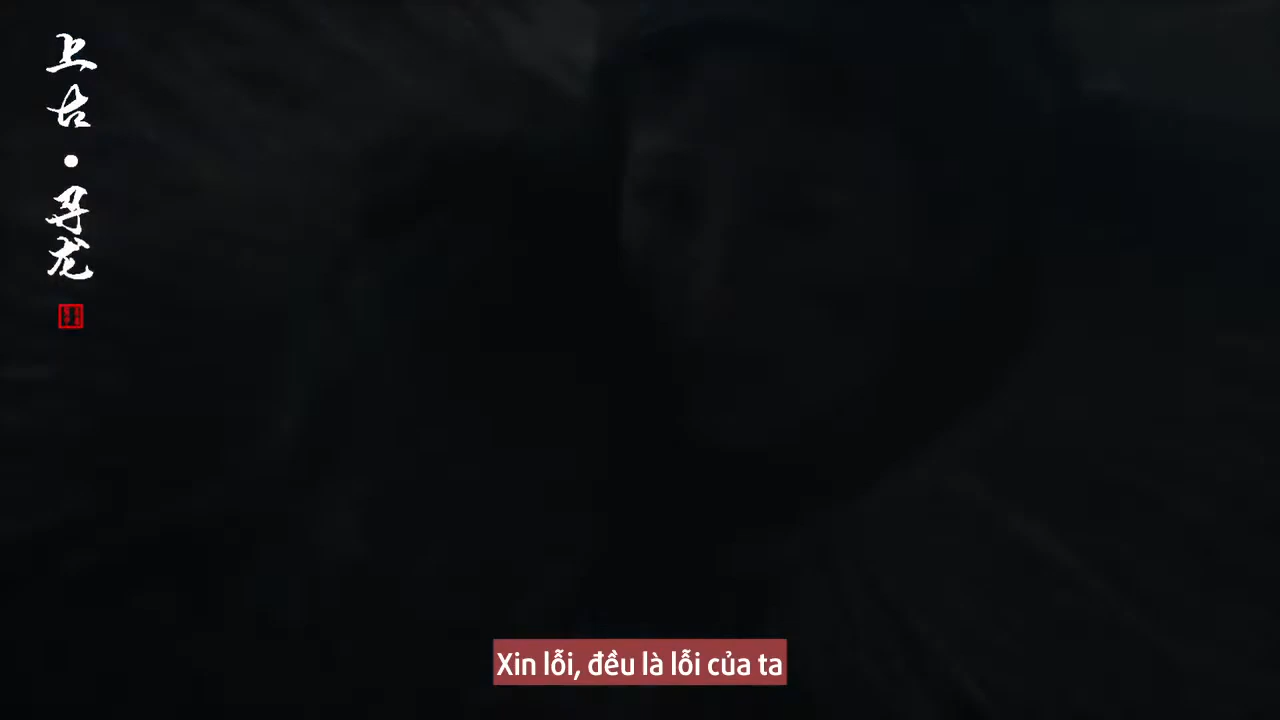 上古·寻龙
Xin lỗi, đều là lỗi của ta